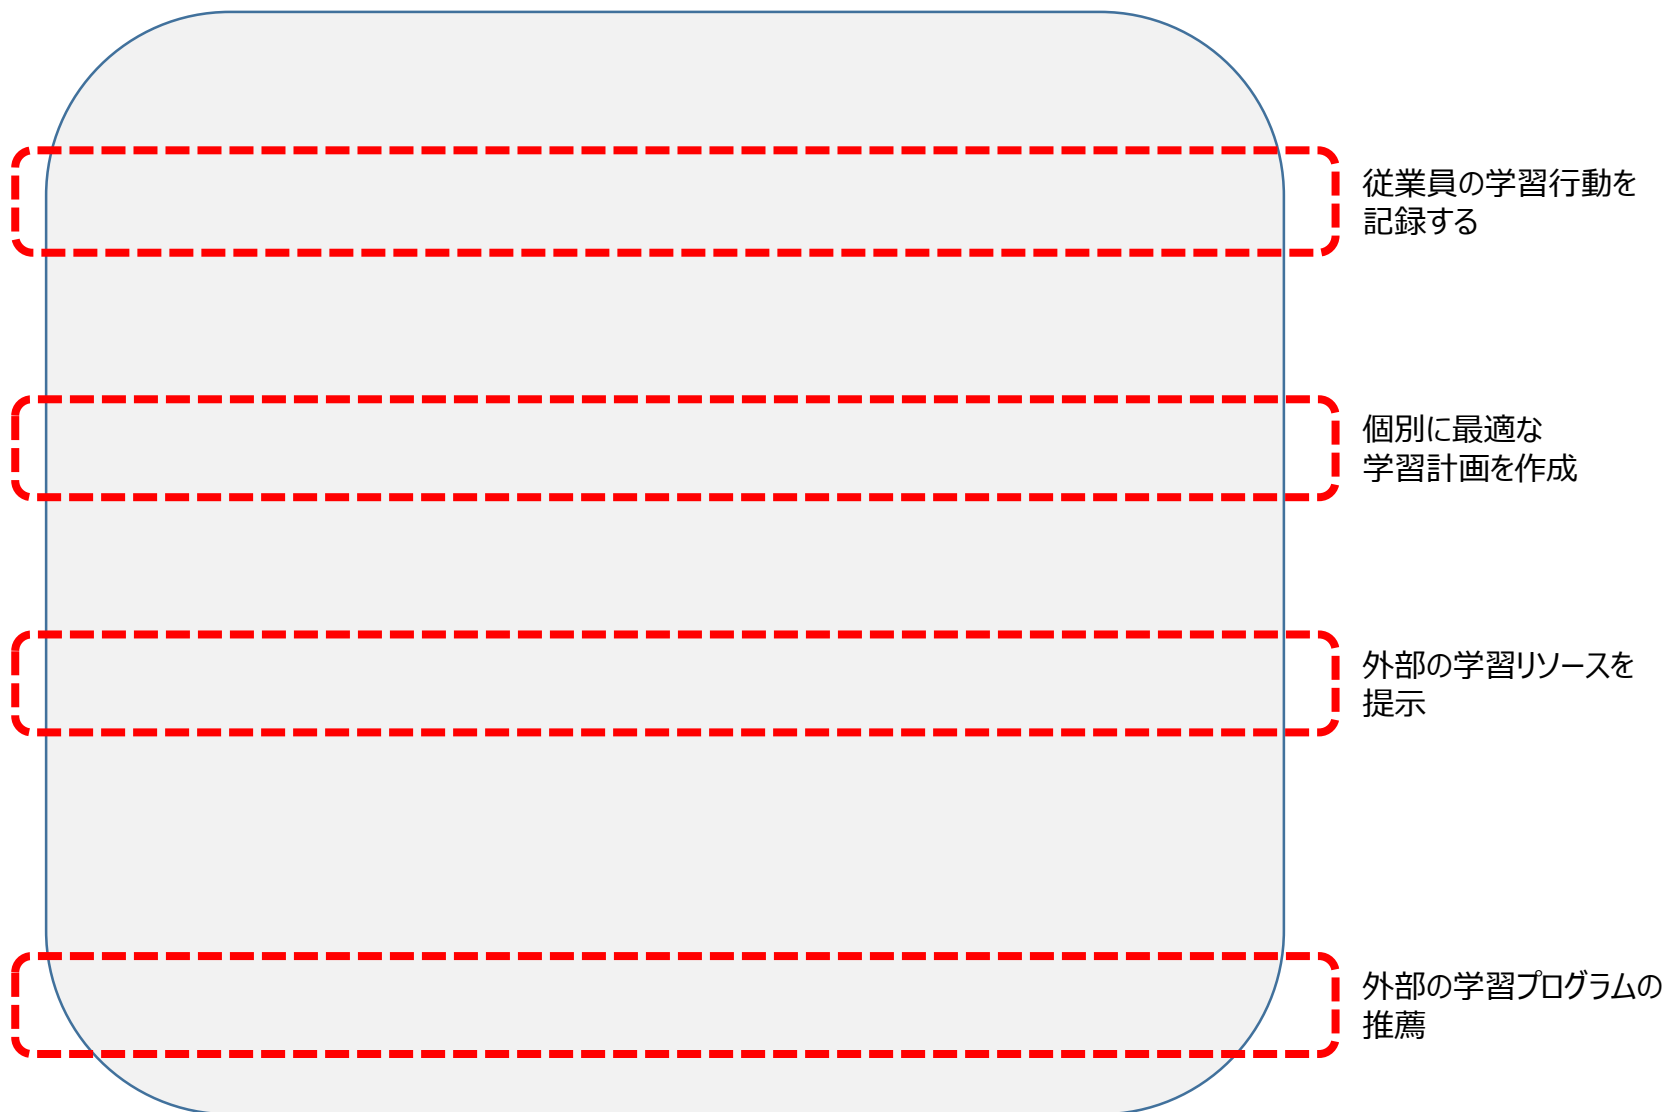 従業員の学習行動を
記録する
個別に最適な
学習計画を作成
外部の学習リソースを
提示
外部の学習プログラムの
推薦